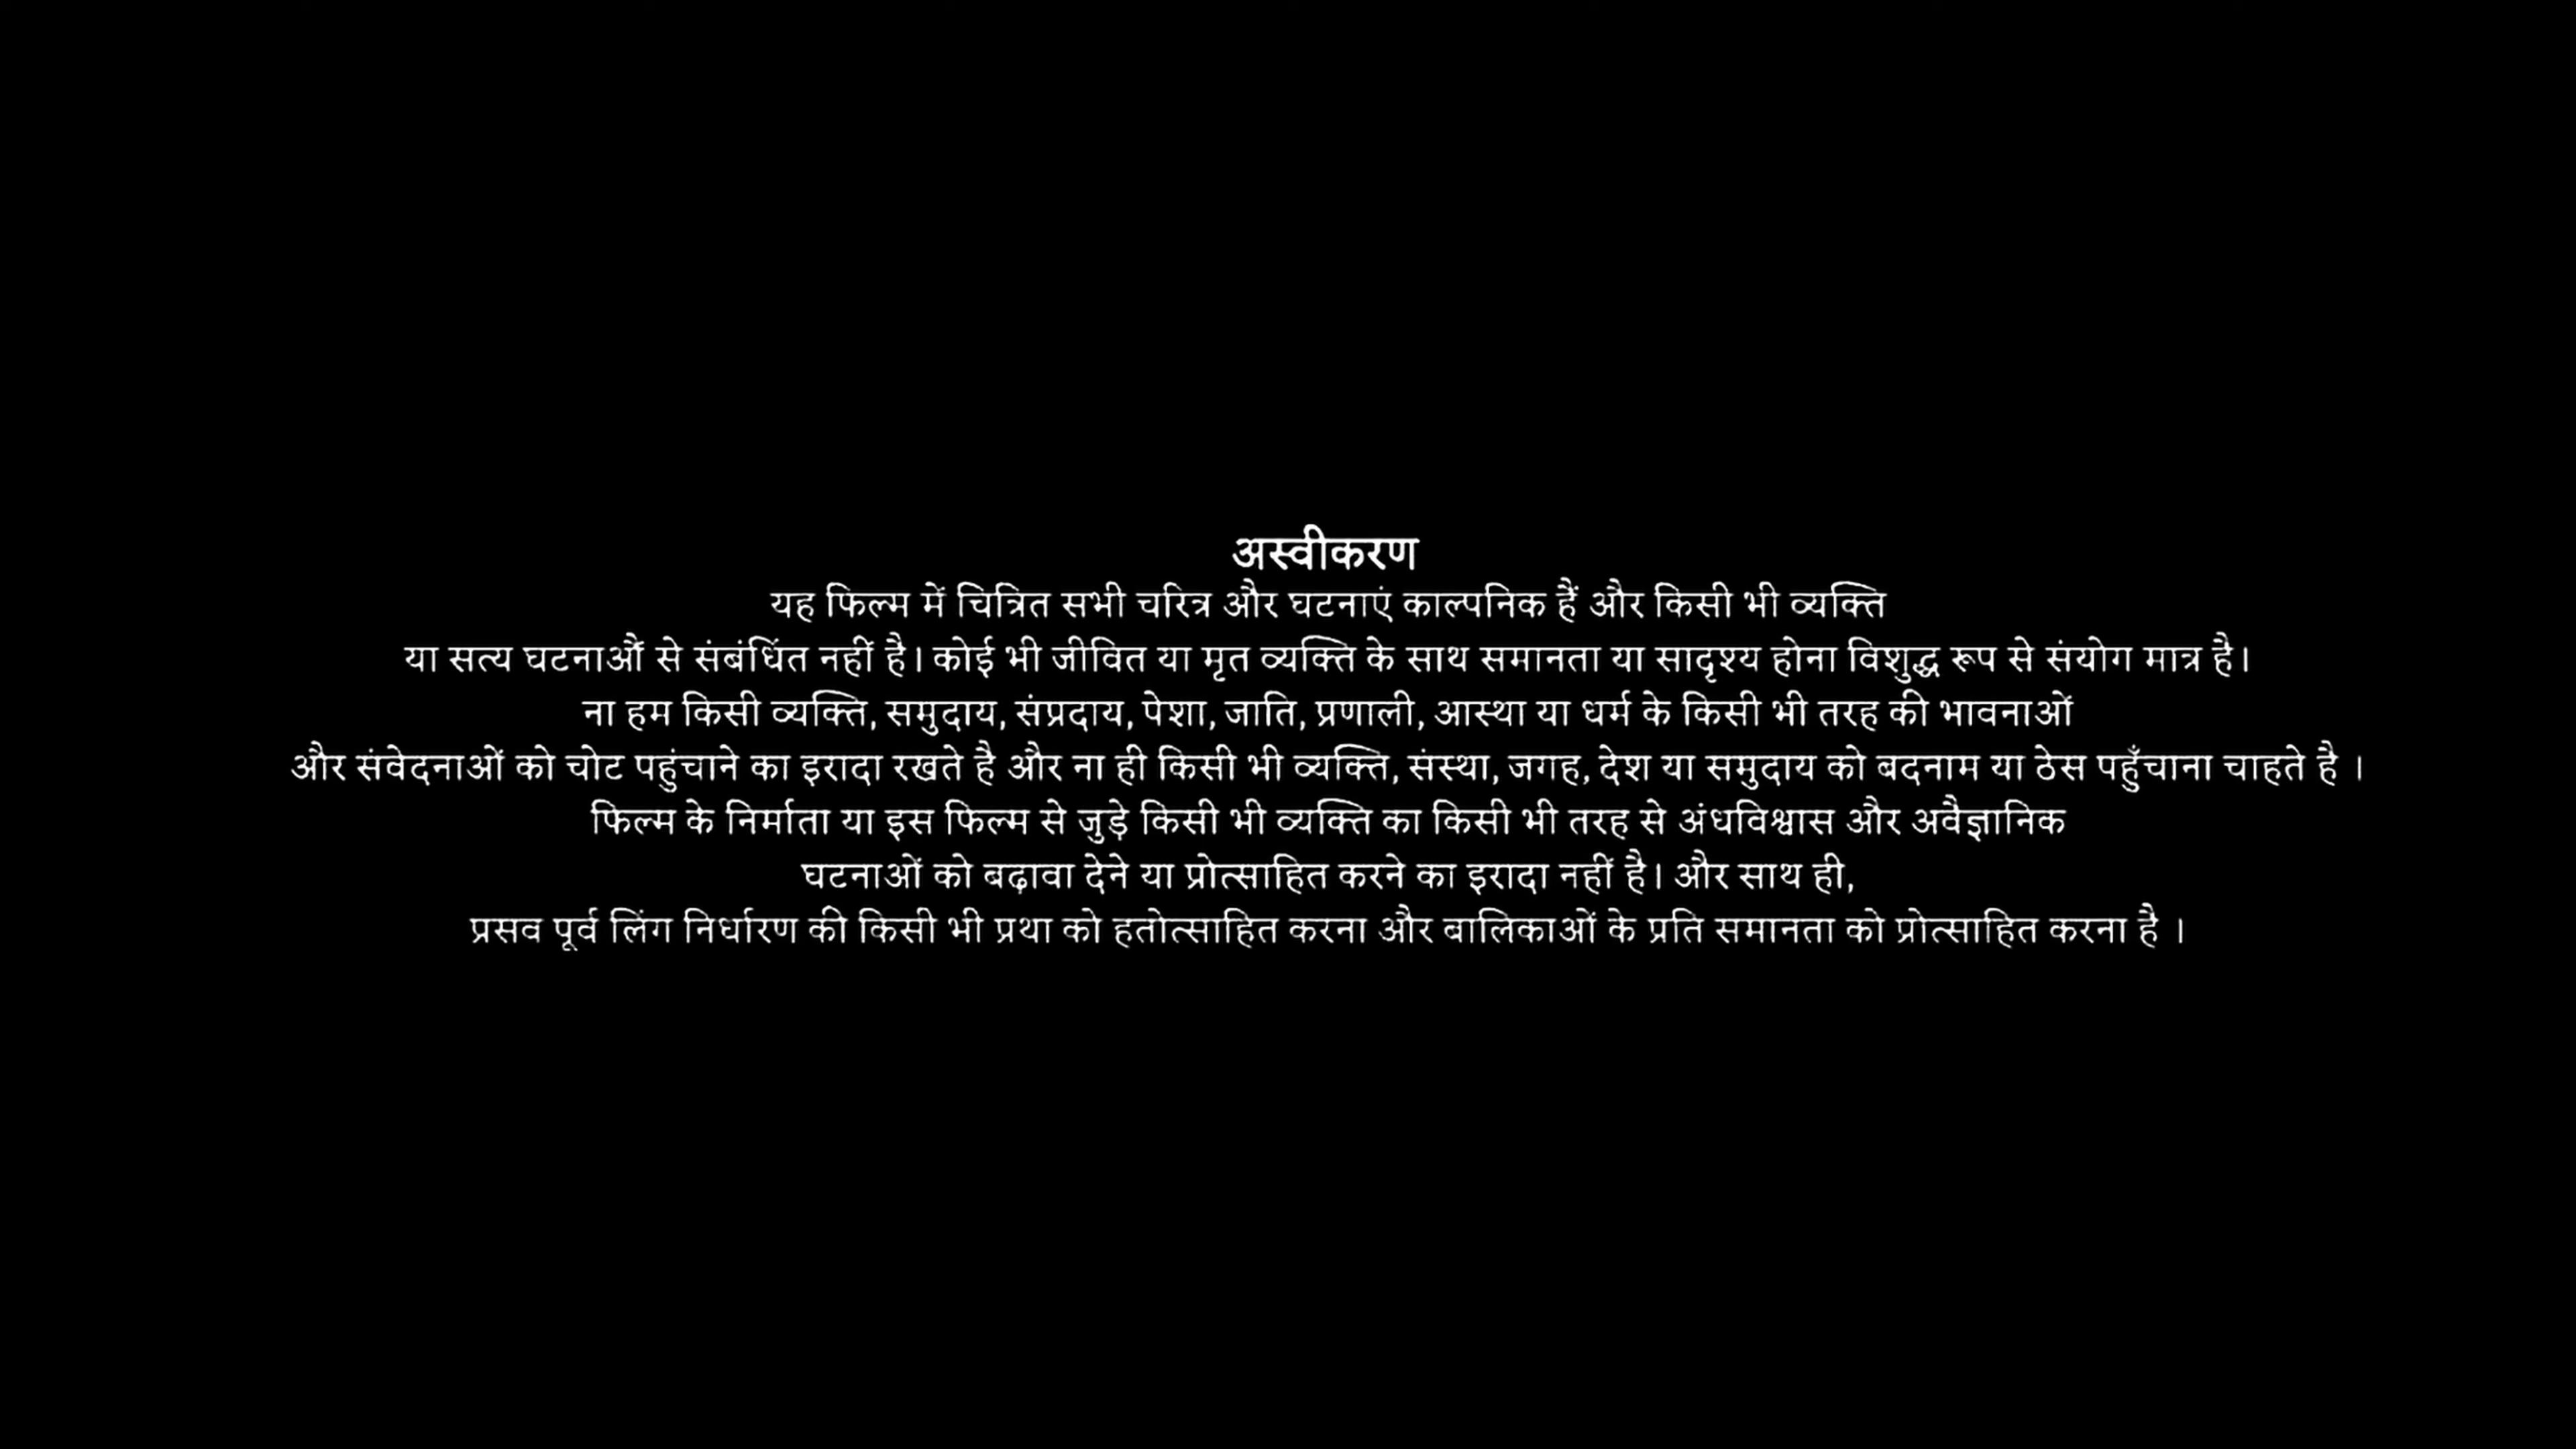 अस्वीकरण
यह फिल्म में चित्रित सभी चरित्र और घटनाएं काल्पनिक हैं और किसी भी व्यक्ति
या सत्य घटनाओं से संबंधित नहीं है। कोई भी जीवित या मृत व्यक्ति के साथ समानता या सादृश्य होना विशुद्ध रूप से संयोग मात्र है।
ना हम किसी व्यक्ति, समुदाय, संप्रदाय, पेशा, जाति, प्रणाली, आस्था या धर्म के किसी भी तरह की भावनाओं
और संवेदनाओं को चोट पहुंचाने का इरादा रखते है और ना ही किसी भी व्यक्ति, संस्था, जगह, देश या समुदाय को बदनाम या ठेस पहुँचाना चाहते है ।
फिल्म के निर्माता या इस फिल्म से जुड़े किसी भी व्यक्ति का किसी भी तरह से अंधविश्वास और अवैज्ञानिक
घटनाओं को बढ़ावा देने या प्रोत्साहित करने का इरादा नहीं है। और साथ ही,
प्रसव पूर्व लिंग निर्धारण की किसी भी प्रथा को हतोत्साहित करना और बालिकाओं के प्रति समानता को प्रोत्साहित करना है ।